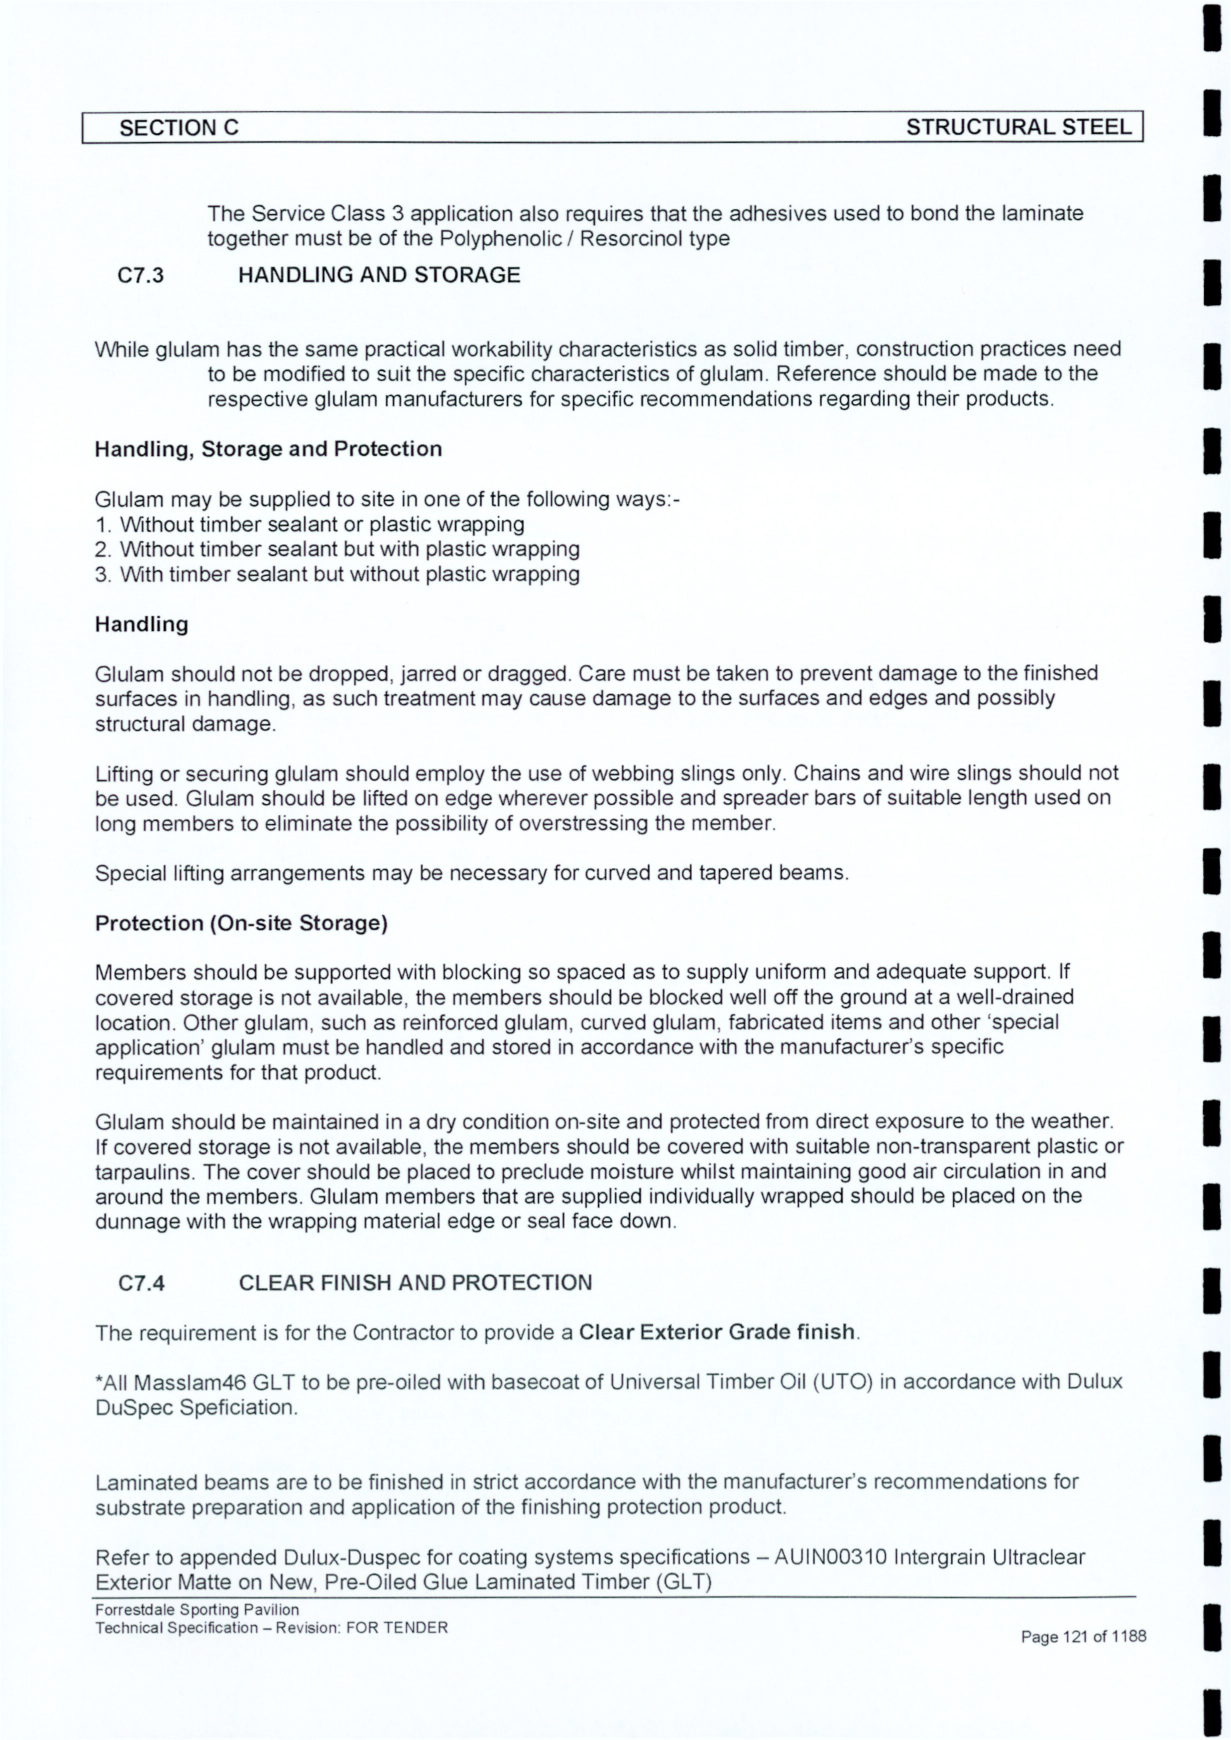 SECTION C STRUCTURAL STEEL
The Service Class 3 application also requires that the adhesives used to bond the laminate
together must be of the Polyphenolic / Resorcinol type
C7.3 HANDLING AND STORAGE
While glulam has the same practical workability characteristics as solid timber, construction practices need
to be modified to suit the specific characteristics of glulam. Reference should be made to the
respective glulam manufacturers for specific recommendations regarding their products.
Handling, Storage and Protection
Glulam may be supplied to site in one of the following ways:-
1. Without timber sealant or plastic wrapping
2. Without timber sealant but with plastic wrapping
3. With timber sealant but without plastic wrapping
Handling
Glulam should not be dropped, jarred or dragged. Care must be taken to prevent damage to the finished
surfaces in handling, as such treatment may cause damage to the surfaces and edges and possibly
structural damage.
Lifting or securing glulam should employ the use of webbing slings only. Chains and wire slings should not
be used. Glulam should be lifted on edge wherever possible and spreader bars of suitable length used on
long members to eliminate the possibility of overstressing the member.
Special lifting arrangements may be necessary for curved and tapered beams.
Protection (On-site Storage)
Members should be supported with blocking so spaced as to supply uniform and adequate support. If
covered storage is not available, the members should be blocked well off the ground at a well-drained
location. Other glulam, such as reinforced glulam, curved glulam, fabricated items and other ‘special
application’ glulam must be handled and stored in accordance with the manufacturer’s specific
requirements for that product.
Glulam should be maintained in a dry condition on-site and protected from direct exposure to the weather.
If covered storage is not available, the members should be covered with suitable non-transparent plastic or
tarpaulins. The cover should be placed to preclude moisture whilst maintaining good air circulation in and
around the members. Glulam members that are supplied individually wrapped should be placed on the
dunnage with the wrapping material edge or seal face down.
C7.4 CLEAR FINISH AND PROTECTION
The requirement is for the Contractor to provide a Clear Exterior Grade finish.
*All Masslam46 GLT to be pre-oiled with basecoat of Universal Timber Oil (UTO) in accordance with Dulux
DuSpec Speficiation.
Laminated beams are to be finished in strict accordance with the manufacturer’s recommendations for
substrate preparation and application of the finishing protection product.
Refer to appended Dulux-Duspec for coating systems specifications – AUIN00310 Intergrain Ultraclear
Exterior Matte on New, Pre-Oiled Glue Laminated Timber (GLT)
Forrestdale Sporting Pavilion
Technical Specification – Revision: FOR TENDER
Page 121 of 1188